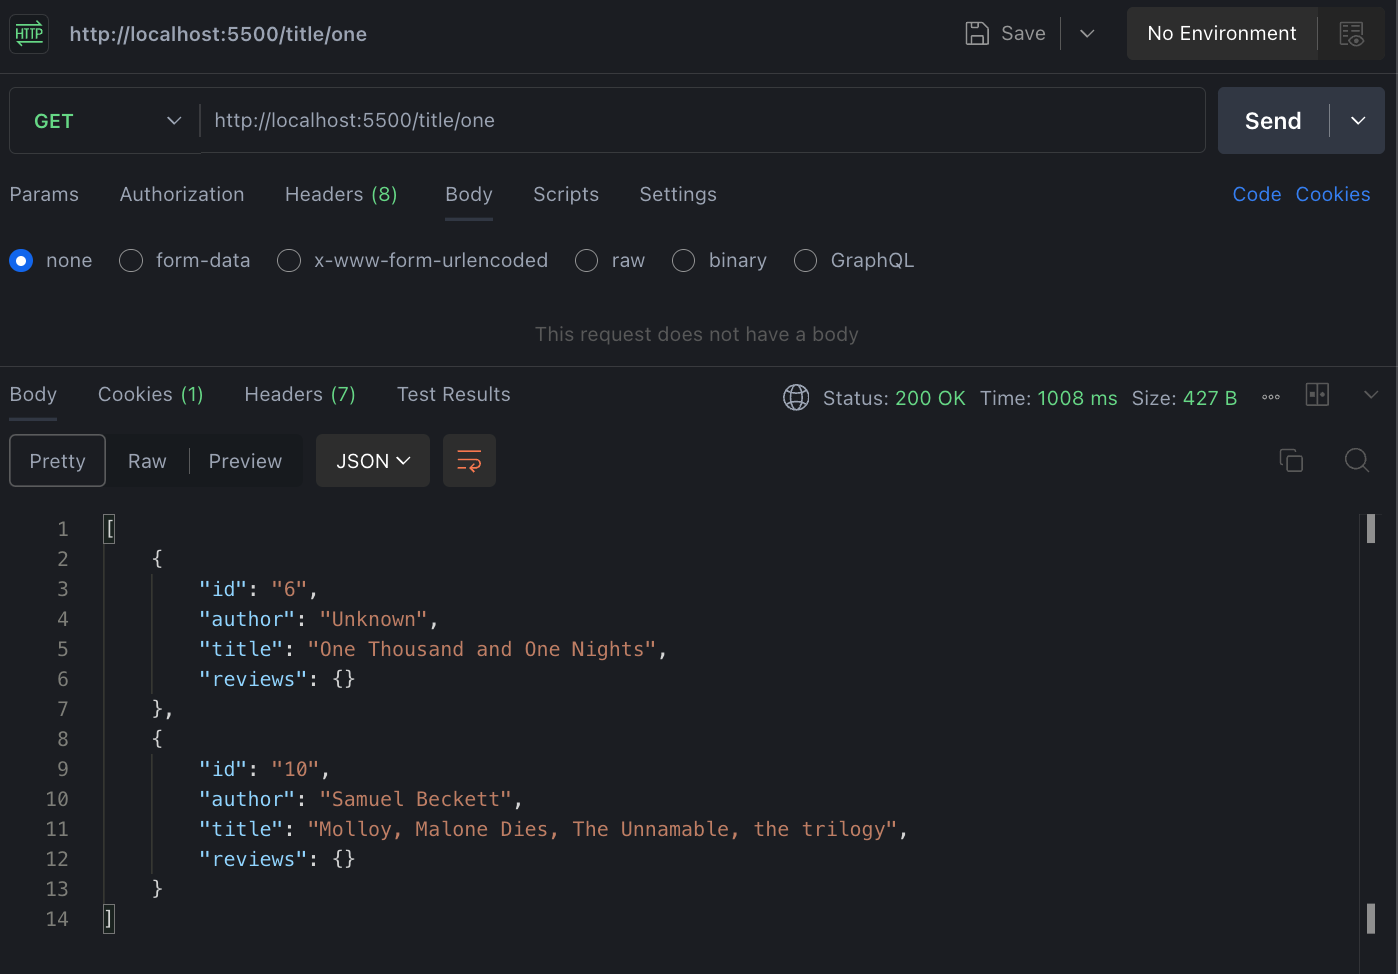 HTTP http://localhost:5500/title/one Save No Environment
GET http://localhost:5500/title/one Send
Params Authorization Headers (8) Body Scripts Settings Code Cookies
none form-data x-www-form-urlencoded raw binary GraphQL
This request does not have a body
Body Cookies (1) Headers (7) Test Results Status: 200 OK Time: 1008 ms Size: 427 B
Pretty Raw Preview JSON
1 [
2 {
3 "id": "6",
4 "author": "Unknown",
5 "title": "One Thousand and One Nights",
6 "reviews": {}
7 },
8 {
9 "id": "10",
10 "author": "Samuel Beckett",
11 "title": "Molloy, Malone Dies, The Unnamable, the trilogy",
12 "reviews": {}
13 }
14 ]